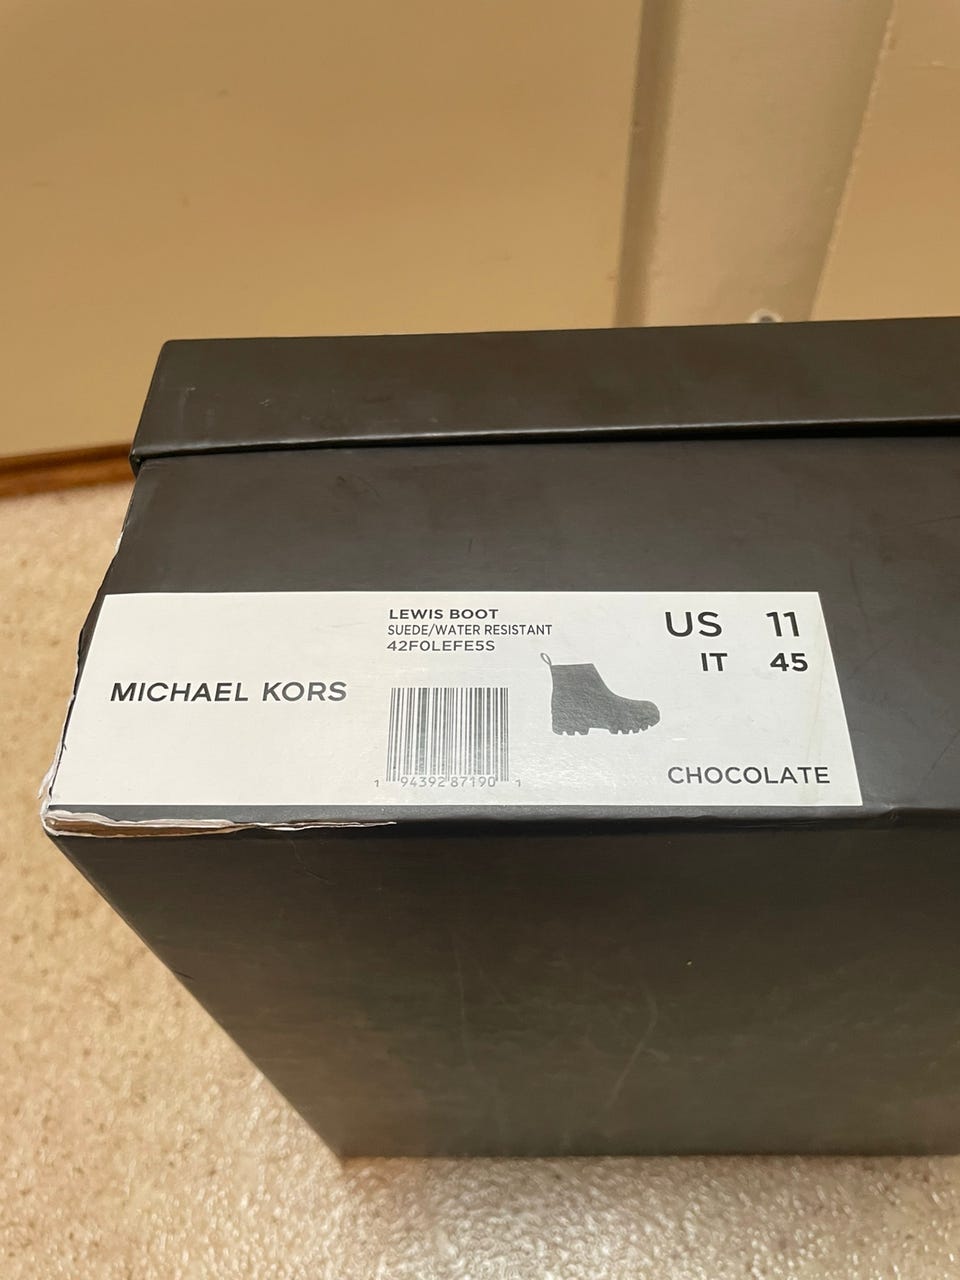 MICHAEL KORS
LEWIS BOOT
SUEDE/WATER RESISTANT
42F0LEFE5S
1 94392 87190 1
US 11
IT 45
CHOCOLATE